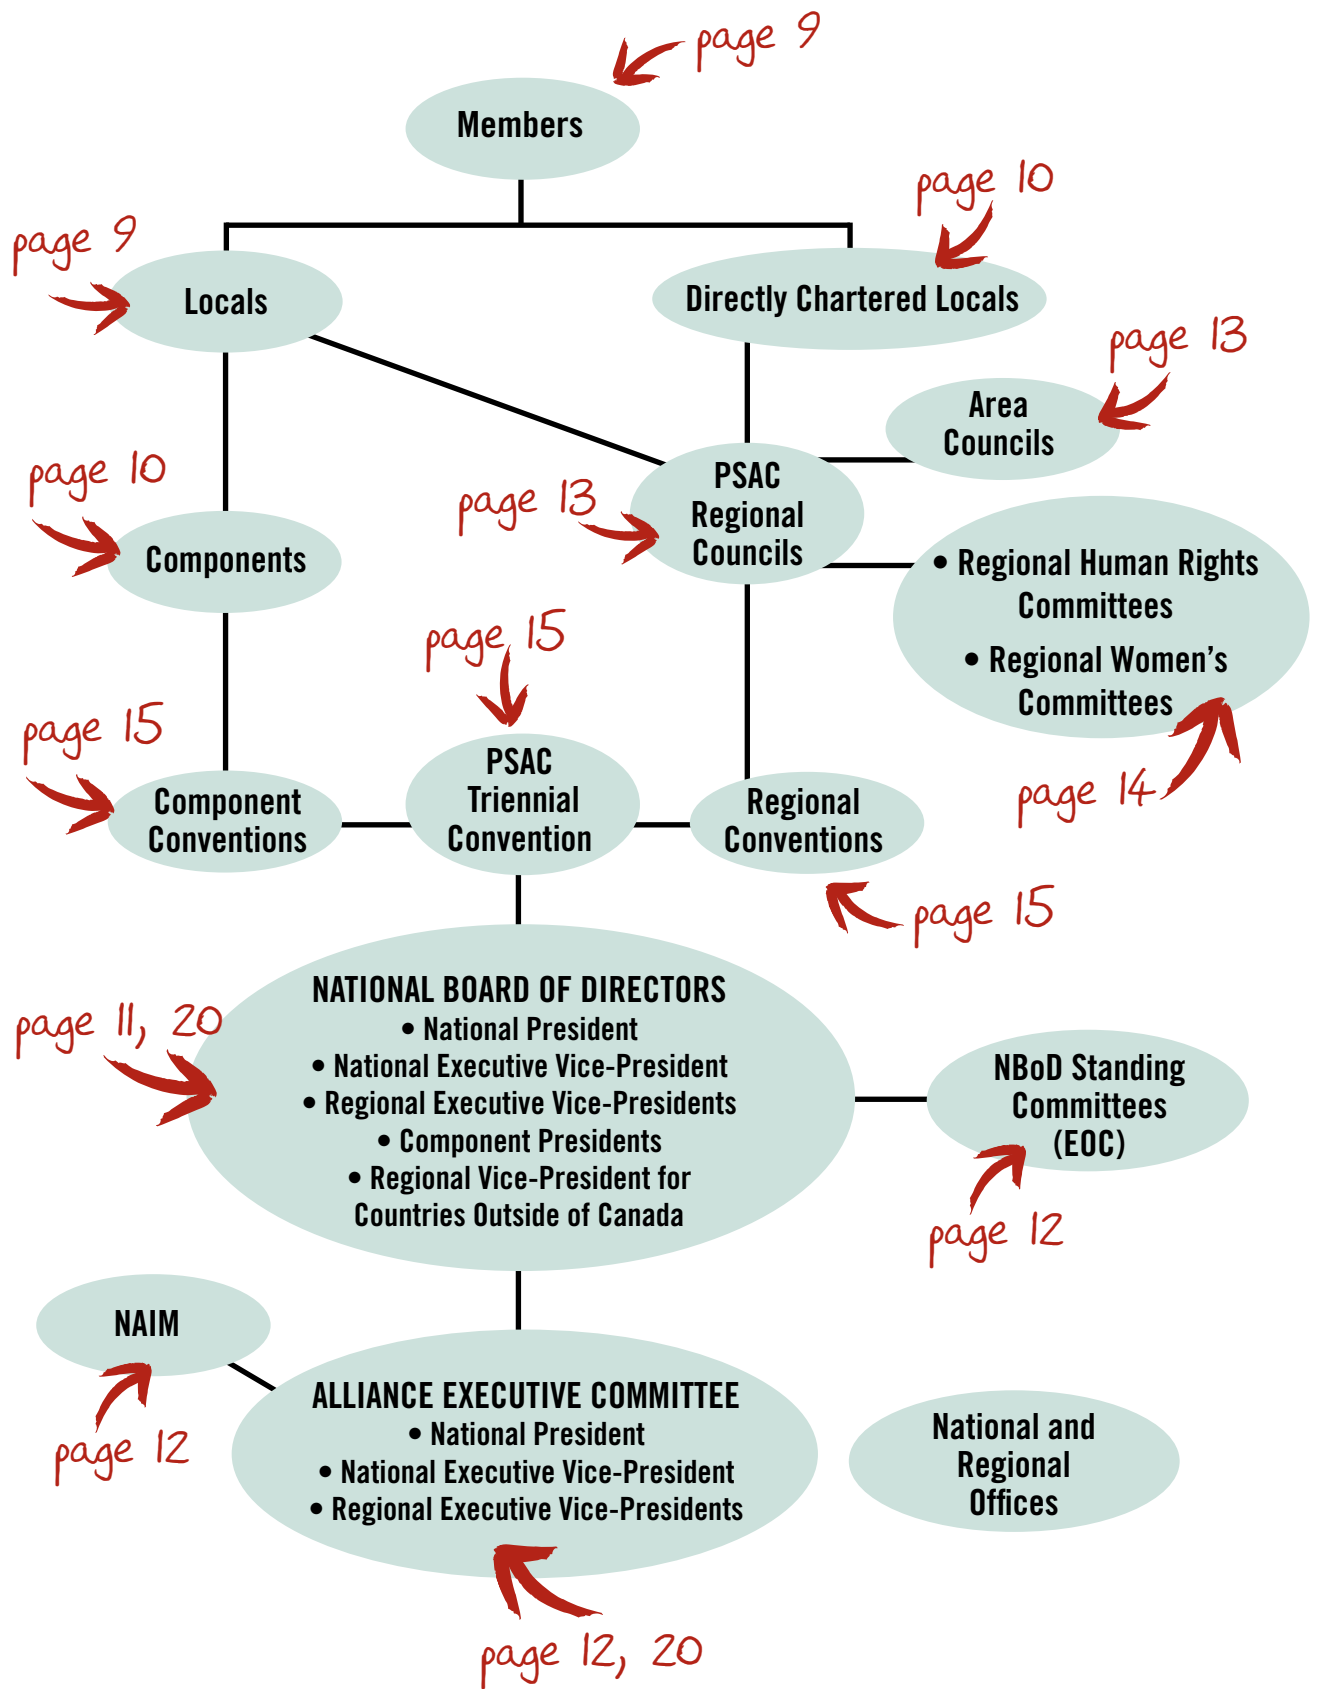 page 9
Members
page 10
page 9
Locals
Directly Chartered Locals
page 13
Area
Councils
page 10
Components
page 13
PSAC
Regional
Councils
• Regional Human Rights
Committees
• Regional Women's
Committees
page 14
page 15
page 15
Component
Conventions
PSAC
Triennial
Convention
Regional
Conventions
page 15
page 11, 20
NATIONAL BOARD OF DIRECTORS
• National President
• National Executive Vice-President
• Regional Executive Vice-Presidents
• Component Presidents
• Regional Vice-President for
Countries Outside of Canada
NBoD Standing
Committees
(EOC)
page 12
NAIM
page 12
ALLIANCE EXECUTIVE COMMITTEE
• National President
• National Executive Vice-President
• Regional Executive Vice-Presidents
National and
Regional
Offices
page 12, 20